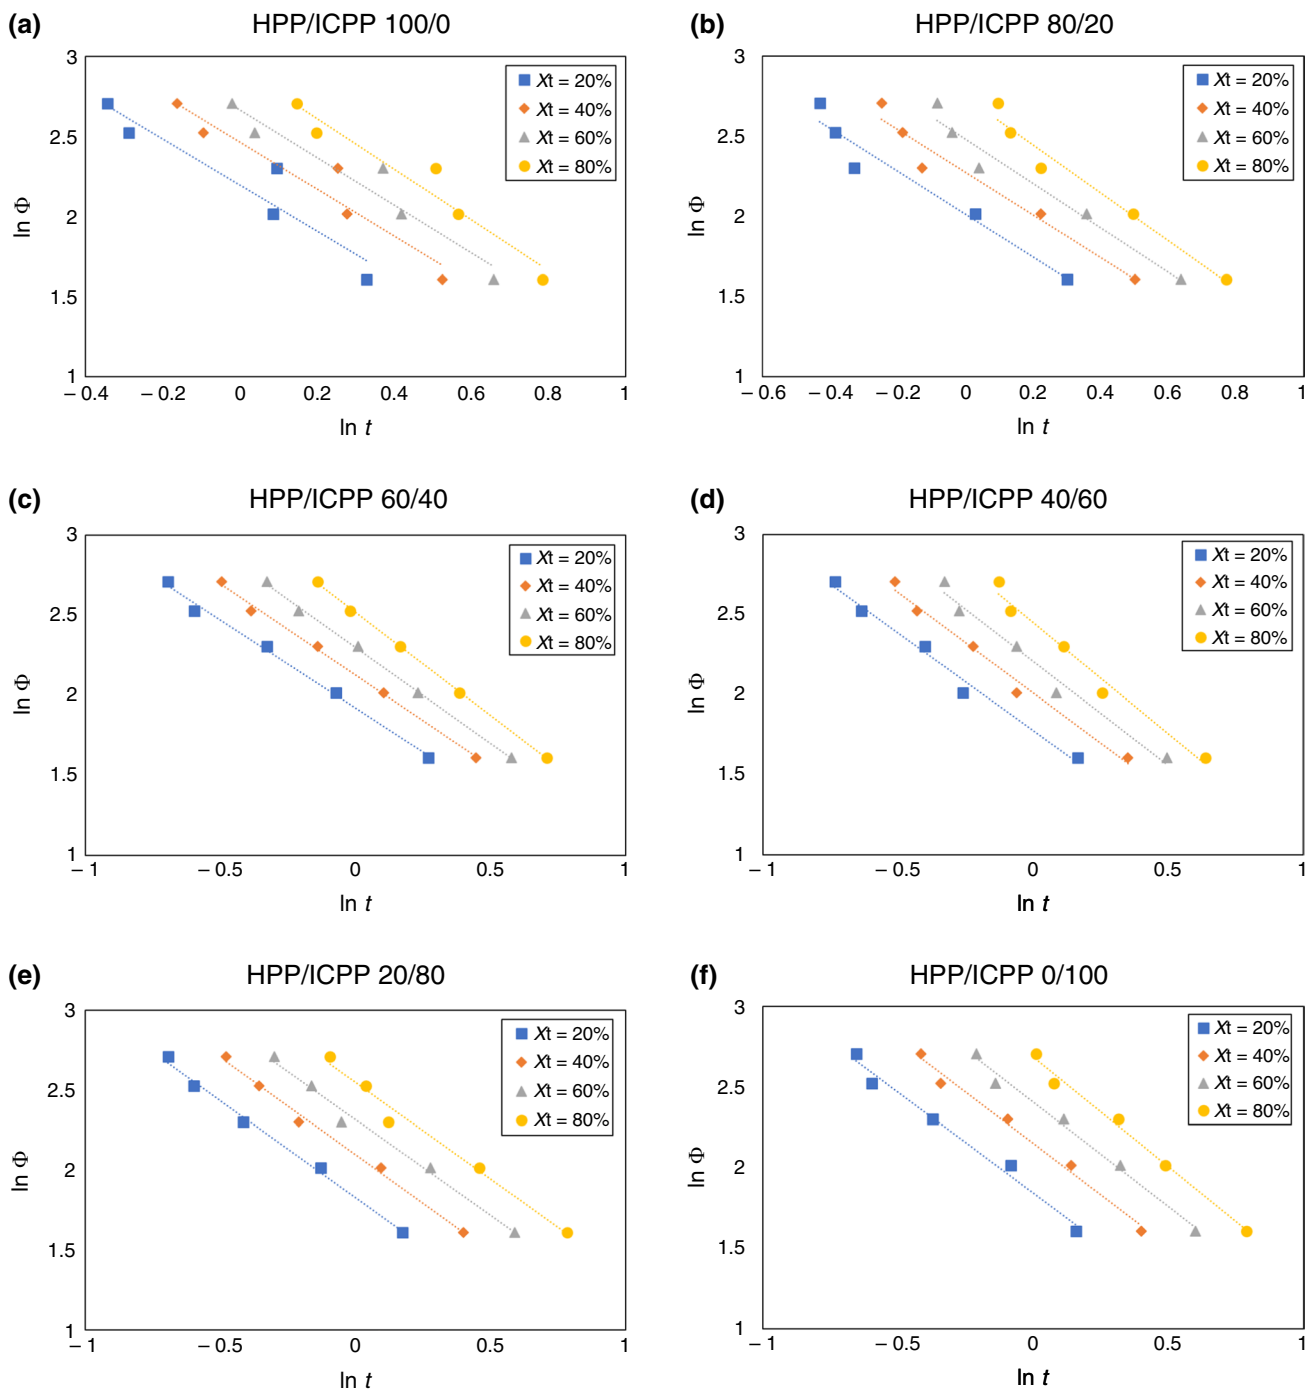 (a) HPP/ICPP 100/0
3
2.5
2
1.5
1
ln Φ
Xt = 20%
Xt = 40%
Xt = 60%
Xt = 80%
– 0.4 – 0.2 0 0.2 0.4 0.6 0.8 1
ln t
(b) HPP/ICPP 80/20
3
2.5
2
1.5
1
ln Φ
Xt = 20%
Xt = 40%
Xt = 60%
Xt = 80%
– 0.6 – 0.4 – 0.2 0 0.2 0.4 0.6 0.8 1
ln t
(c) HPP/ICPP 60/40
3
2.5
2
1.5
1
ln Φ
Xt = 20%
Xt = 40%
Xt = 60%
Xt = 80%
– 1 – 0.5 0 0.5 1
ln t
(d) HPP/ICPP 40/60
3
2.5
2
1.5
1
ln Φ
Xt = 20%
Xt = 40%
Xt = 60%
Xt = 80%
– 1 – 0.5 0 0.5 1
ln t
(e) HPP/ICPP 20/80
3
2.5
2
1.5
1
ln Φ
Xt = 20%
Xt = 40%
Xt = 60%
Xt = 80%
– 1 – 0.5 0 0.5 1
ln t
(f) HPP/ICPP 0/100
3
2.5
2
1.5
1
ln Φ
Xt = 20%
Xt = 40%
Xt = 60%
Xt = 80%
– 1 – 0.5 0 0.5 1
ln t